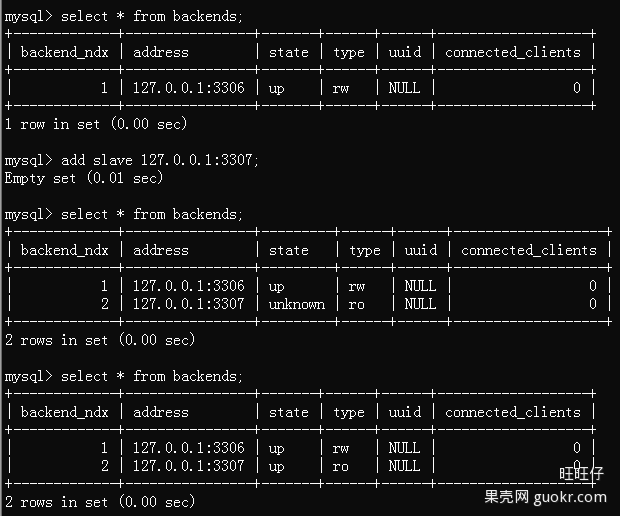 mysql> select * from backends;
+-------------+----------------+-------+------+------+-------------------+
| backend_ndx | address        | state | type | uuid | connected_clients |
+-------------+----------------+-------+------+------+-------------------+
|           1 | 127.0.0.1:3306 | up    | rw   | NULL |                 0 |
+-------------+----------------+-------+------+------+-------------------+
1 row in set (0.00 sec)
mysql> add slave 127.0.0.1:3307;
Empty set (0.01 sec)
mysql> select * from backends;
+-------------+----------------+---------+------+------+-------------------+
| backend_ndx | address        | state   | type | uuid | connected_clients |
+-------------+----------------+---------+------+------+-------------------+
|           1 | 127.0.0.1:3306 | up      | rw   | NULL |                 0 |
|           2 | 127.0.0.1:3307 | unknown | ro   | NULL |                 0 |
+-------------+----------------+---------+------+------+-------------------+
2 rows in set (0.00 sec)
mysql> select * from backends;
+-------------+----------------+-------+------+------+-------------------+
| backend_ndx | address        | state | type | uuid | connected_clients |
+-------------+----------------+-------+------+------+-------------------+
|           1 | 127.0.0.1:3306 | up    | rw   | NULL |                 0 |
|           2 | 127.0.0.1:3307 | up    | ro   | NULL |                 0 |
+-------------+----------------+-------+------+------+-------------------+
旺旺仔
2 rows in set (0.00 sec)
果壳网 guokr.com